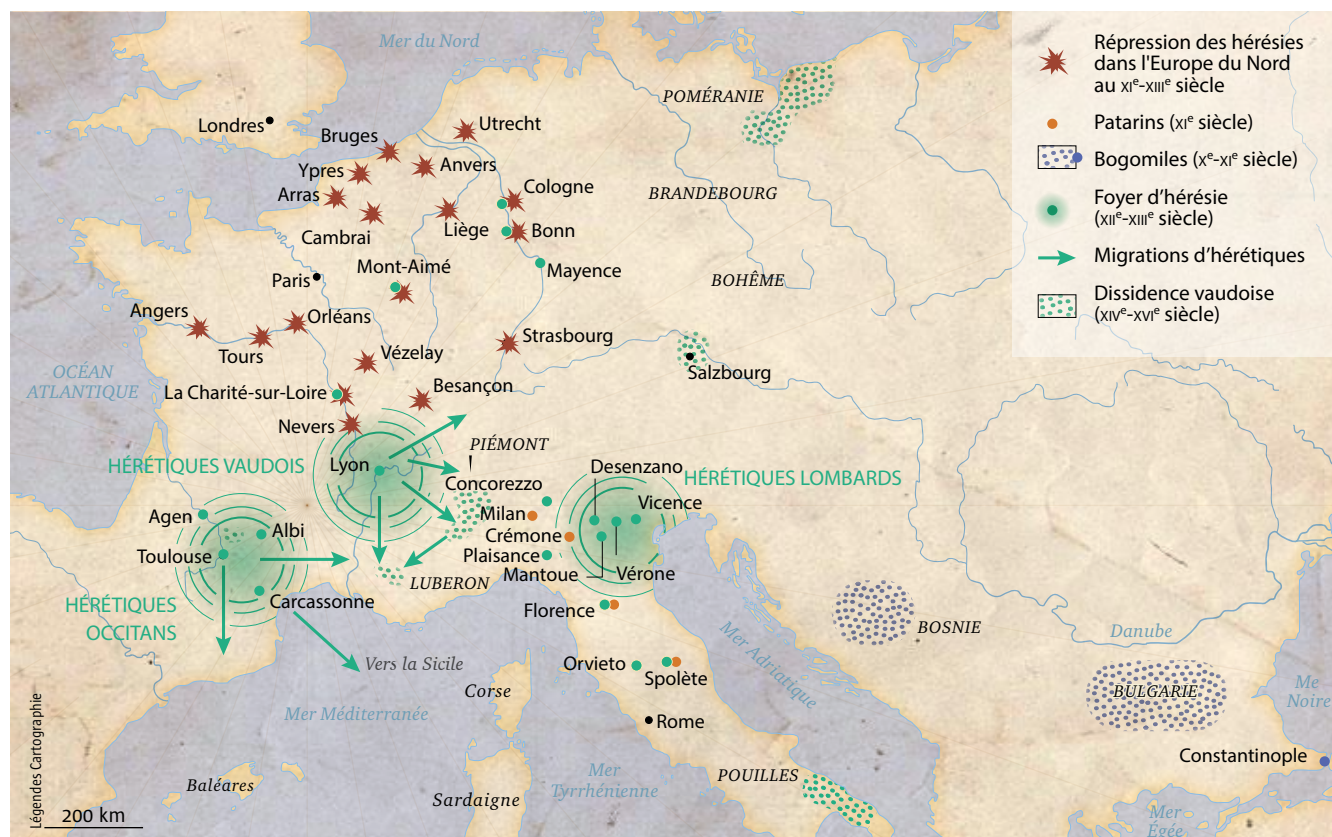 Mer du Nord
Londres
Bruges
Utrecht
Ypres
Anvers
Arras
Cologne
Cambrai
Liège
Bonn
Mont-Aimé
Mayence
Paris
Angers
Orléans
Tours
Strasbourg
Vézelay
OCÉAN
ATLANTIQUE
La Charité-sur-Loire
Besançon
Nevers
POMÉRANIE
BRANDEBOURG
BOHÊME
Salzbourg
HÉRÉTIQUES VAUDOIS
Lyon
PIÉMONT
Concorezzo
Desenzano
HÉRÉTIQUES LOMBARDS
Vicence
Milan
Crémone
Plaisance
Mantoue
Vérone
Agen
Albi
Toulouse
LUBERON
Carcassonne
HÉRÉTIQUES
OCCITANS
Florence
Vers la Sicile
Orvieto
Spolète
Corse
Rome
Mer Méditerranée
Mer Adriatique
BOSNIE
Danube
BULGARIE
Me
Noire
Constantinople
Baléares
Sardaigne
Mer
Tyrrhénienne
POUILLES
Mer
Égée
Légendes Cartographie
200 km
Répression des hérésies
dans l'Europe du Nord
au XIe-XIIIe siècle
Patarins (XIe siècle)
Bogomiles (Xe-XIe siècle)
Foyer d'hérésie
(XIIe-XIIIe siècle)
Migrations d'hérétiques
Dissidence vaudoise
(XIVe-XVIe siècle)